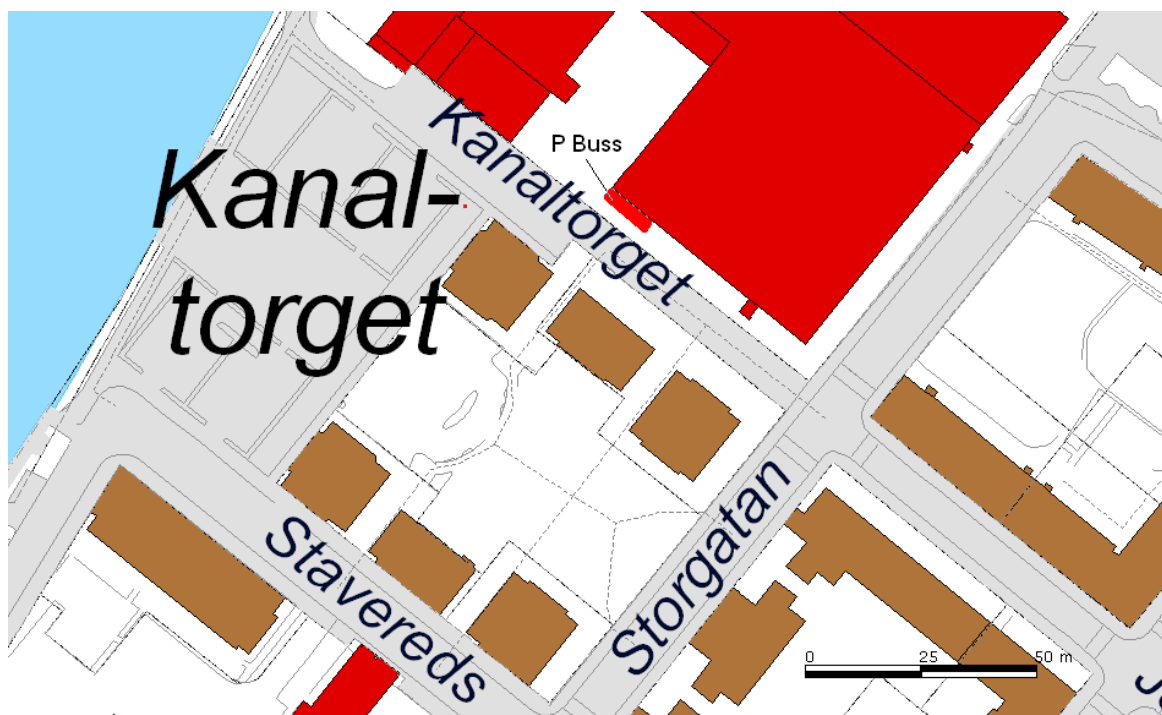 Kanaltorget
P Buss
Kanal-
torget
Stavereds
Storgatan
0 25 50 m